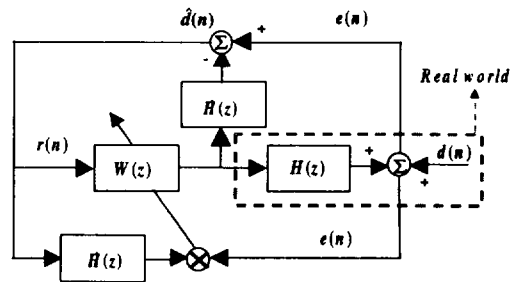 d̂(n)
e(n)
Σ
+
-
Real world
Ĥ(z)
r(n)
W(z)
H(z)
+
Σ
d(n)
+
e(n)
Ĥ(z)